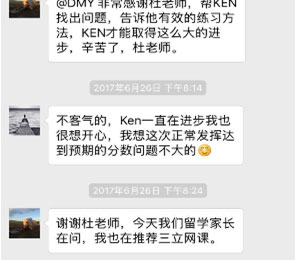 @DMY 非常感谢杜老师，帮KEN
找出问题，告诉他有效的练习方
法，KEN才能取得这么大的进
步，辛苦了，杜老师。
2017年6月26日 下午8:14
不客气的，Ken一直在进步我也
很想开心，我想这次正常发挥达
到预期的分数问题不大的
2017年6月26日 下午8:24
谢谢杜老师，今天我们留学家长
在问，我也在推荐三立网课。